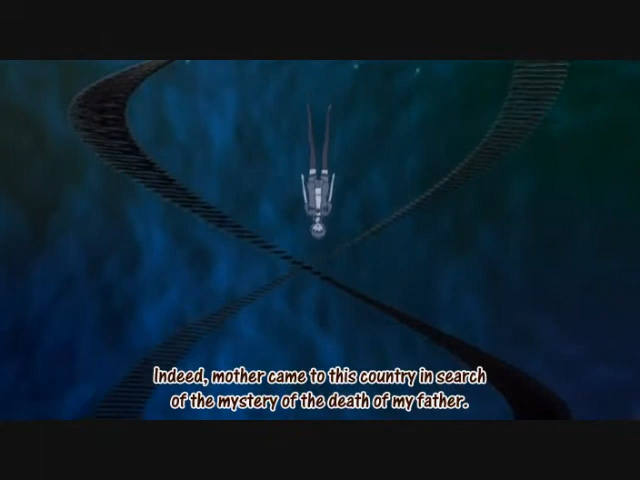 Indeed, mother came to this country in search
of the mystery of the death of my father.